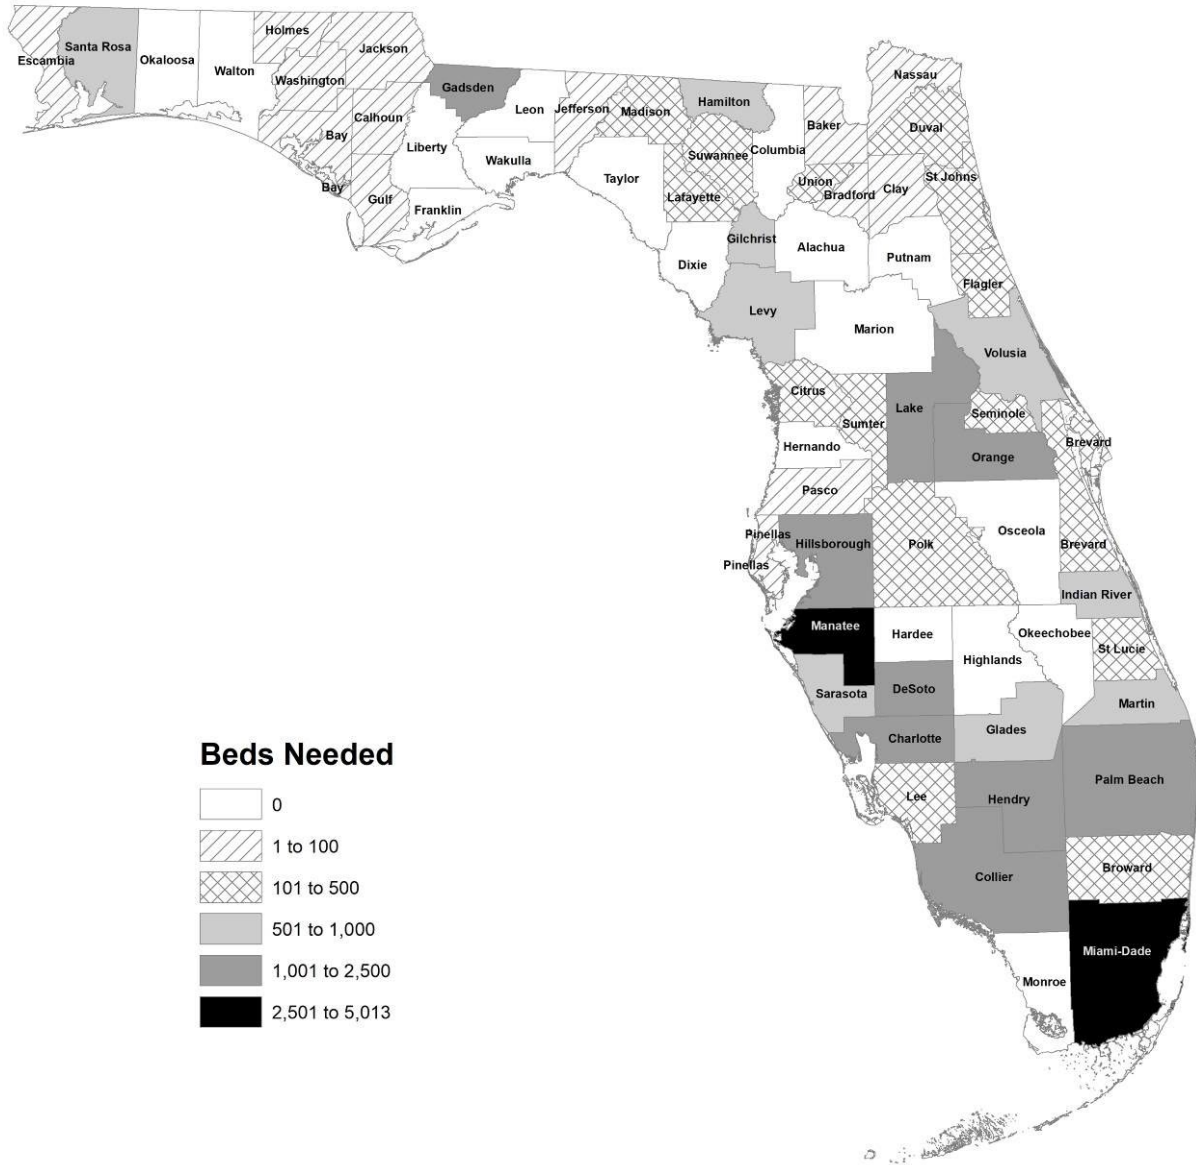 Holmes
Jackson
Santa Rosa
Escambia
Okaloosa
Walton
Washington
Gadsden
Nassau
Hamilton
Leon
Jefferson
Madison
Calhoun
Baker
Duval
Bay
Liberty
Columbia
Suwannee
Wakulla
Taylor
Union
St Johns
Bay
Bradford
Clay
Lafayette
Gulf
Franklin
Gilchrist
Alachua
Putnam
Dixie
Flagler
Levy
Marion
Volusia
Citrus
Lake
Seminole
Sumter
Brevard
Hernando
Orange
Pasco
Osceola
Pinellas
Hillsborough
Polk
Brevard
Pinellas
Indian River
Manatee
Hardee
Okeechobee
St Lucie
Highlands
DeSoto
Sarasota
Martin
Glades
Charlotte
Palm Beach
Lee
Hendry
Broward
Collier
Miami-Dade
Monroe
Beds Needed
0
1 to 100
101 to 500
501 to 1,000
1,001 to 2,500
2,501 to 5,013